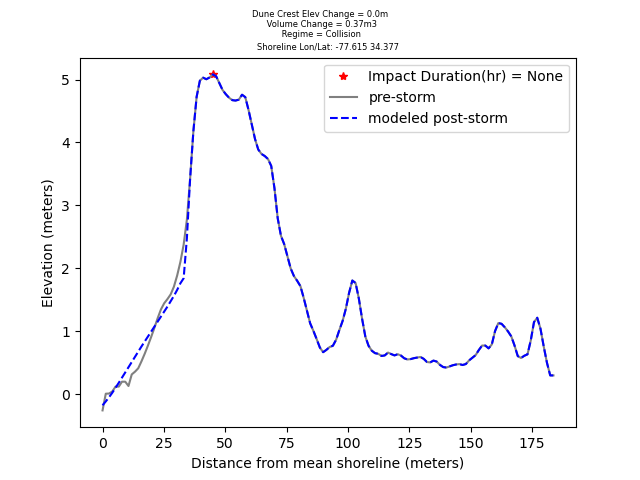 Dune Crest Elev Change = 0.0m
Volume Change = 0.37m3
Regime = Collision
Shoreline Lon/Lat: -77.615 34.377
Impact Duration(hr) = None
pre-storm
modeled post-storm
Elevation (meters)
5
4
3
2
1
0
0 25 50 75 100 125 150 175
Distance from mean shoreline (meters)